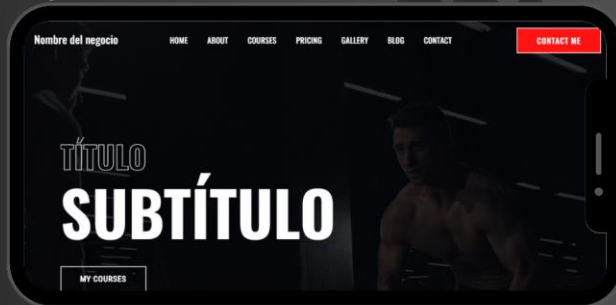 Nombre del negocio HOME ABOUT COURSES PRICING GALLERY BLOG CONTACT CONTACT ME
TÍTULO
SUBTÍTULO
MY COURSES